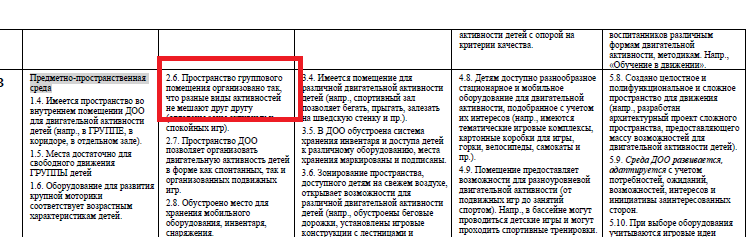 активности детей с опорой на
критерии качества.
воспитанников различным
формам двигательной
активности, методикам. Напр.,
«Обучение в движении».
3
Предметно-пространственная
среда
1.4. Имеется пространство во
внутреннем помещении ДОО
для двигательной активности
детей (напр., в ГРУППЕ, в
коридоре, в отдельном зале).
1.5. Места достаточно для
свободного движения
ГРУППЫ детей
1.6. Оборудование для развития
крупной моторики
соответствует возрастным
характеристикам детей.
2.6. Пространство группового
помещения организовано так,
что разные виды активностей
не мешают друг другу
спокойных игр).
2.7. Пространство ДОО
позволяет организовать
двигательную активность детей
в форме как спонтанных, так и
организованных подвижных
игр.
2.8. Обустроено место для
хранения мобильного
оборудования, инвентаря,
снаряжения.
3.4. Имеется помещение для
различной двигательной активности
детей (напр., спортивный зал
позволяет бегать, прыгать, залезать
на шведскую стенку и пр.).
3.5. В ДОО обустроена система
хранения инвентаря и доступа детей
к различному оборудованию, места
хранения маркированы и подписаны.
3.6. Зонирование пространства,
доступного детям на свежем воздухе,
открывает возможности для
различной двигательной активности
детей (напр., обустроены беговые
дорожки, установлены игровые
конструкции с лестницами и
4.8. Детям доступно разнообразное
стационарное и мобильное
оборудование для двигательной
активности, подобранное с учетом
их интересов (напр., имеются
тематические игровые комплексы,
картонные коробки для игры,
горки, велосипеды, самокаты и
пр.).
4.9. Помещение предоставляет
возможности для разноуровневой
двигательной активности (от
подвижных игр до занятий
спортом). Напр., в бассейне могут
проводиться детские игры и могут
проходить спортивные тренировки.
5.8. Создано целостное и
полифункциональное и сложное
пространство для движения
(напр., разработан
архитектурный проект сложного
пространства, предоставляющего
массу возможностей для
двигательной активности детей).
5.9. Среда ДОО развивается,
адаптируется с учетом
потребностей, ожиданий,
возможностей, интересов и
инициативы заинтересованных
сторон.
5.10. При выборе оборудования
учитываются игровые идеи